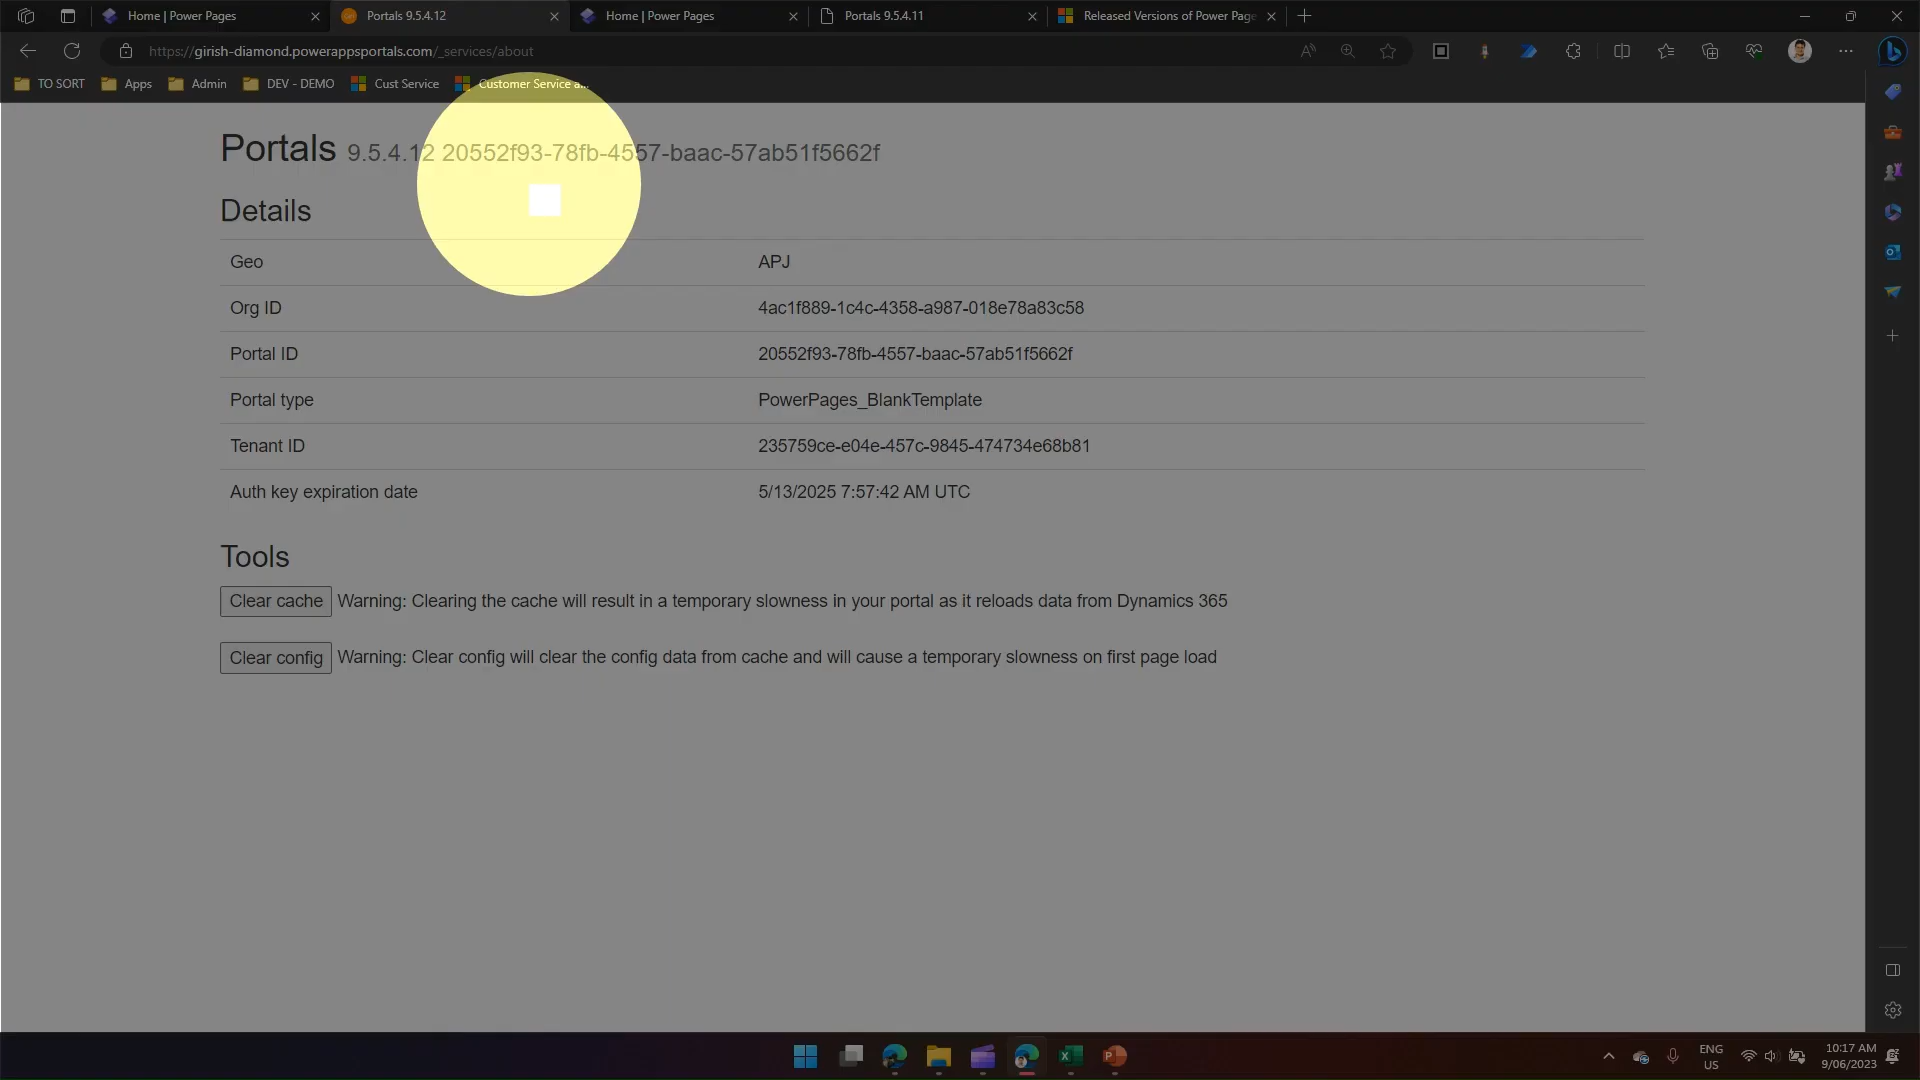 Home | Power Pages
Portals 9.5.4.12
Home | Power Pages
Portals 9.5.4.11
Released Versions of Power Page
https://girish-diamond.powerappsportals.com/_services/about
TO SORT
Apps
Admin
DEV - DEMO
Cust Service
Customer Service a...
Portals 9.5.4.12 20552f93-78fb-4557-baac-57ab51f5662f
Details
Geo APJ
Org ID 4ac1f889-1c4c-4358-a987-018e78a83c58
Portal ID 20552f93-78fb-4557-baac-57ab51f5662f
Portal type PowerPages_BlankTemplate
Tenant ID 235759ce-e04e-457c-9845-474734e68b81
Auth key expiration date 5/13/2025 7:57:42 AM UTC
Tools
Clear cache Warning: Clearing the cache will result in a temporary slowness in your portal as it reloads data from Dynamics 365
Clear config Warning: Clear config will clear the config data from cache and will cause a temporary slowness on first page load
ENG
US
10:17 AM
9/06/2023